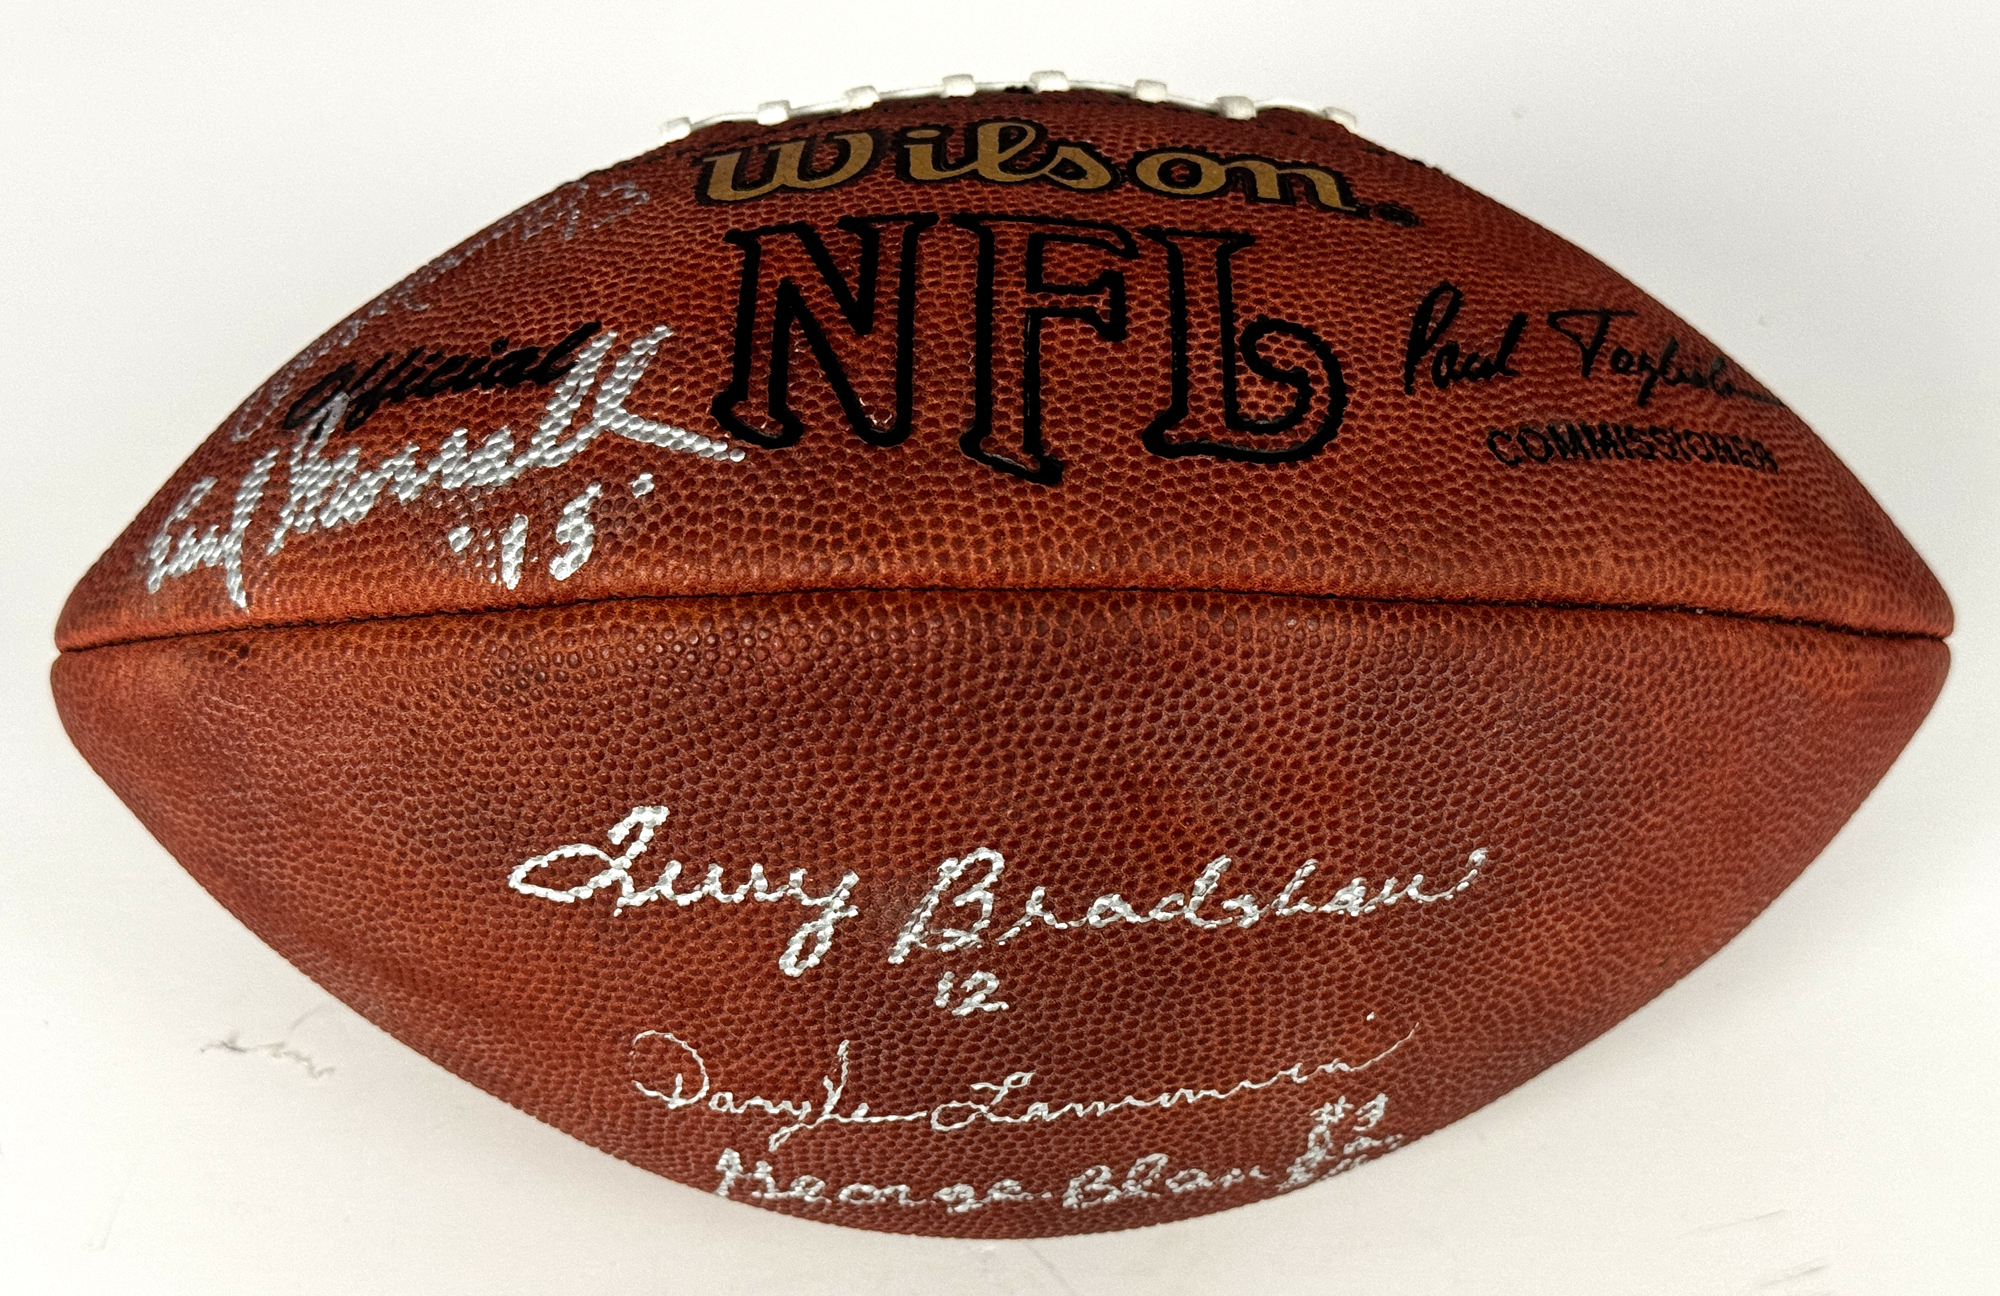 Wilson
NFL
Official
Paul Tagliabue
COMMISSIONER
Earl Morrall
"15"
Terry Bradshaw
12
Daryle Lamonica
#3
George Blanda